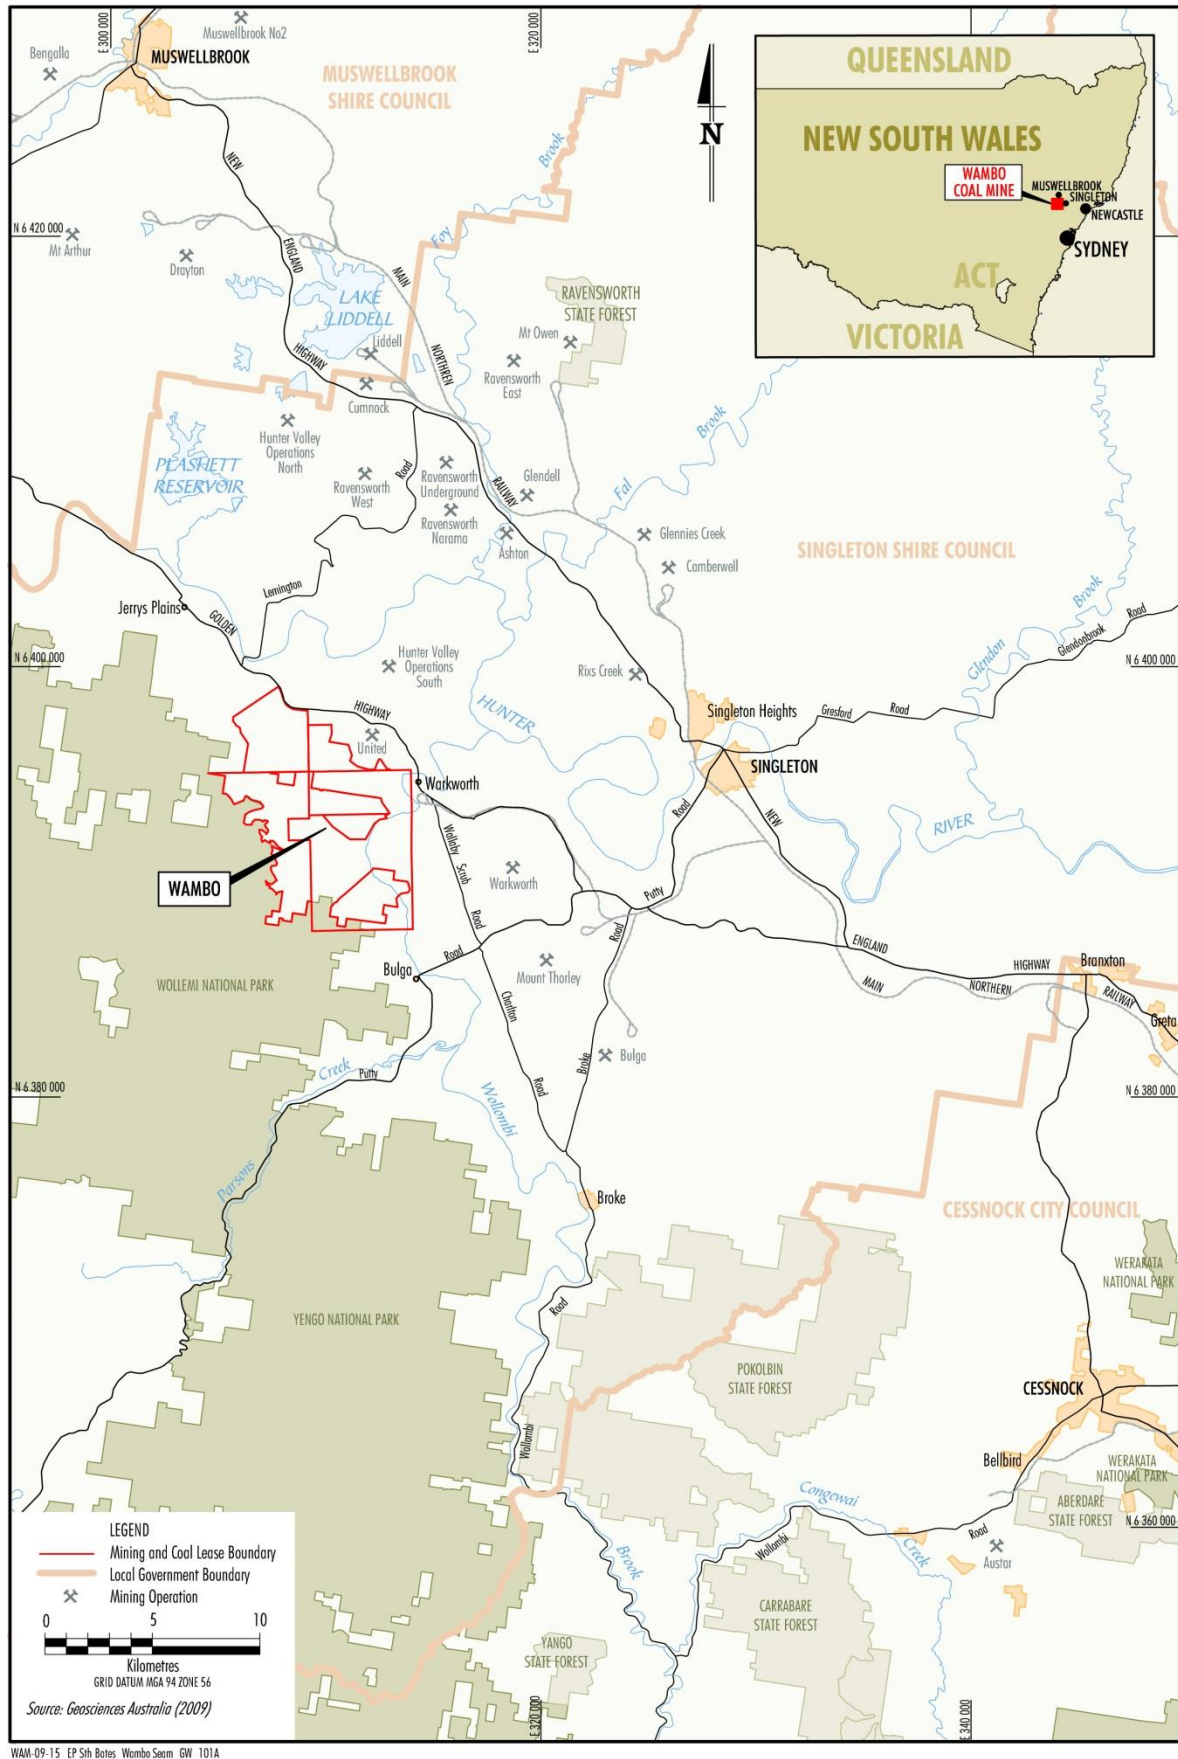 E 300 000
E 320 000
Muswellbrook No2
Bengalla
MUSWELLBROOK
MUSWELLBROOK
SHIRE COUNCIL
N
QUEENSLAND
NEW SOUTH WALES
WAMBO
COAL MINE
MUSWELLBROOK
SINGLETON
NEWCASTLE
SYDNEY
ACT
VICTORIA
NEW
Brook
Foy
N 6 420 000
Mt Arthur
Drayton
ENGLAND
MAIN
LAKE
LIDDELL
RAVENSWORTH
STATE FOREST
Mt Owen
Liddell
HIGHWAY
NORTHREN
Ravensworth
East
Cumnock
Brook
Hunter Valley
Operations
North
PLASHETT
RESERVOIR
Road
Ravensworth
West
Ravensworth
Underground
RAILWAY
Glendell
Fal
Ravensworth
Narama
Ashton
Glennies Creek
Camberwell
SINGLETON SHIRE COUNCIL
Lemington
Jerrys Plains
GOLDEN
Brook
Road
Glendonbrook
Glendon
N 6 400 000
N 6 400 000
Hunter Valley
Operations
South
Rixs Creek
HIGHWAY
HUNTER
Singleton Heights
Gresford
Road
United
SINGLETON
Warkworth
Road
NEW
RIVER
Wallaby
Scrub
Road
WAMBO
Warkworth
Putty
Road
ENGLAND
Road
Bulga
Mount Thorley
HIGHWAY
Branxton
MAIN
NORTHERN
RAILWAY
Greta
WOLLEMI NATIONAL PARK
Charlton
Road
Broke
Bulga
Creek
Putty
N 6 380 000
N 6 380 000
Wollombi
Parsons
Broke
CESSNOCK CITY COUNCIL
WERAKATA
NATIONAL PARK
YENGO NATIONAL PARK
Road
POKOLBIN
STATE FOREST
CESSNOCK
Wollombi
Bellbird
WERAKATA
NATIONAL PARK
Congewai
ABERDARE
STATE FOREST
N 6 360 000
Wollombi
Road
Creek
Austar
Brook
CARRABARE
STATE FOREST
YANGO
STATE FOREST
E 320 000
E 340 000
LEGEND
Mining and Coal Lease Boundary
Local Government Boundary
Mining Operation
0 5 10
Kilometres
GRID DATUM MGA 94 ZONE 56
Source: Geosciences Australia (2009)
WAM-09-15 EP Sth Bates Wambo Seam GW 101A